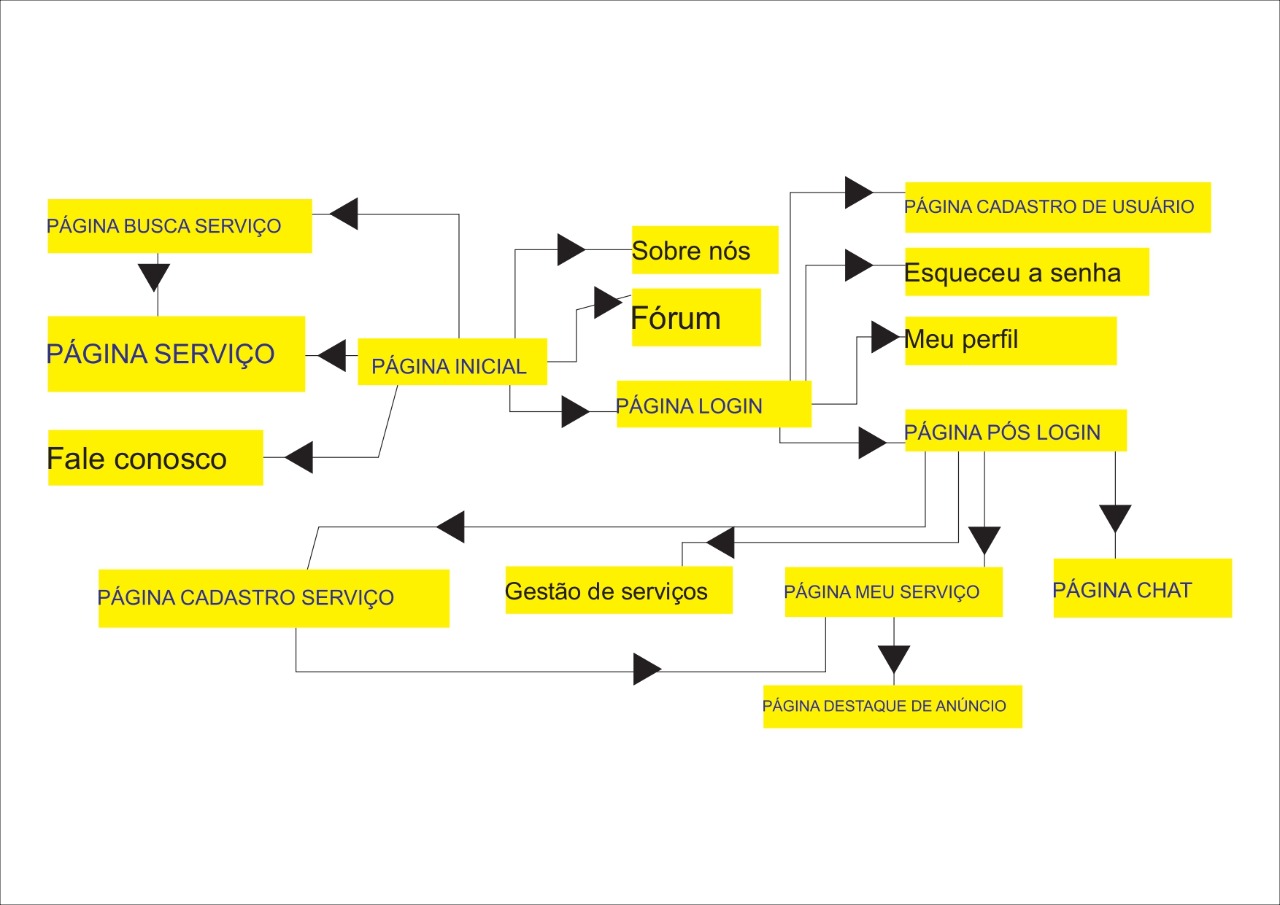 PÁGINA CADASTRO DE USUÁRIO
PÁGINA BUSCA SERVIÇO
Sobre nós
Esqueceu a senha
Fórum
Meu perfil
PÁGINA SERVIÇO
PÁGINA INICIAL
PÁGINA LOGIN
PÁGINA PÓS LOGIN
Fale conosco
PÁGINA CADASTRO SERVIÇO
Gestão de serviços
PÁGINA MEU SERVIÇO
PÁGINA CHAT
PÁGINA DESTAQUE DE ANÚNCIO